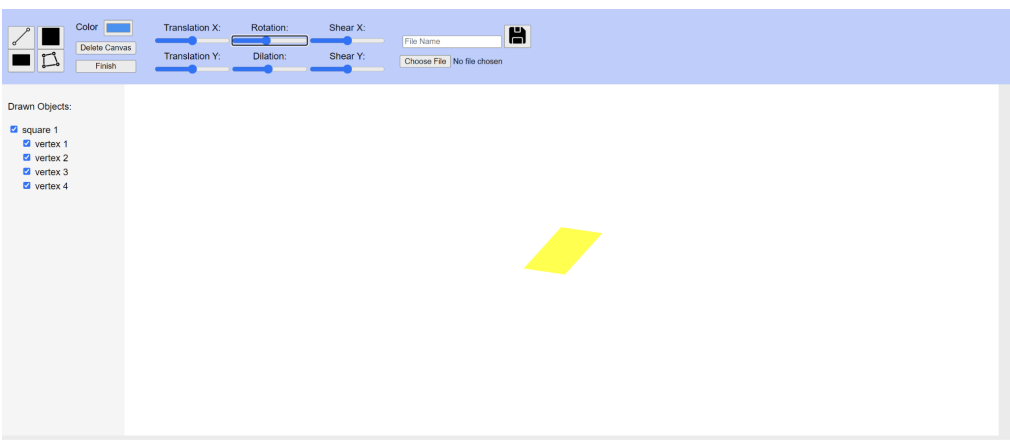 Color
Delete Canvas
Finish
Translation X:
Rotation:
Shear X:
Translation Y:
Dilation:
Shear Y:
File Name
Choose File No file chosen
Drawn Objects:
square 1
vertex 1
vertex 2
vertex 3
vertex 4